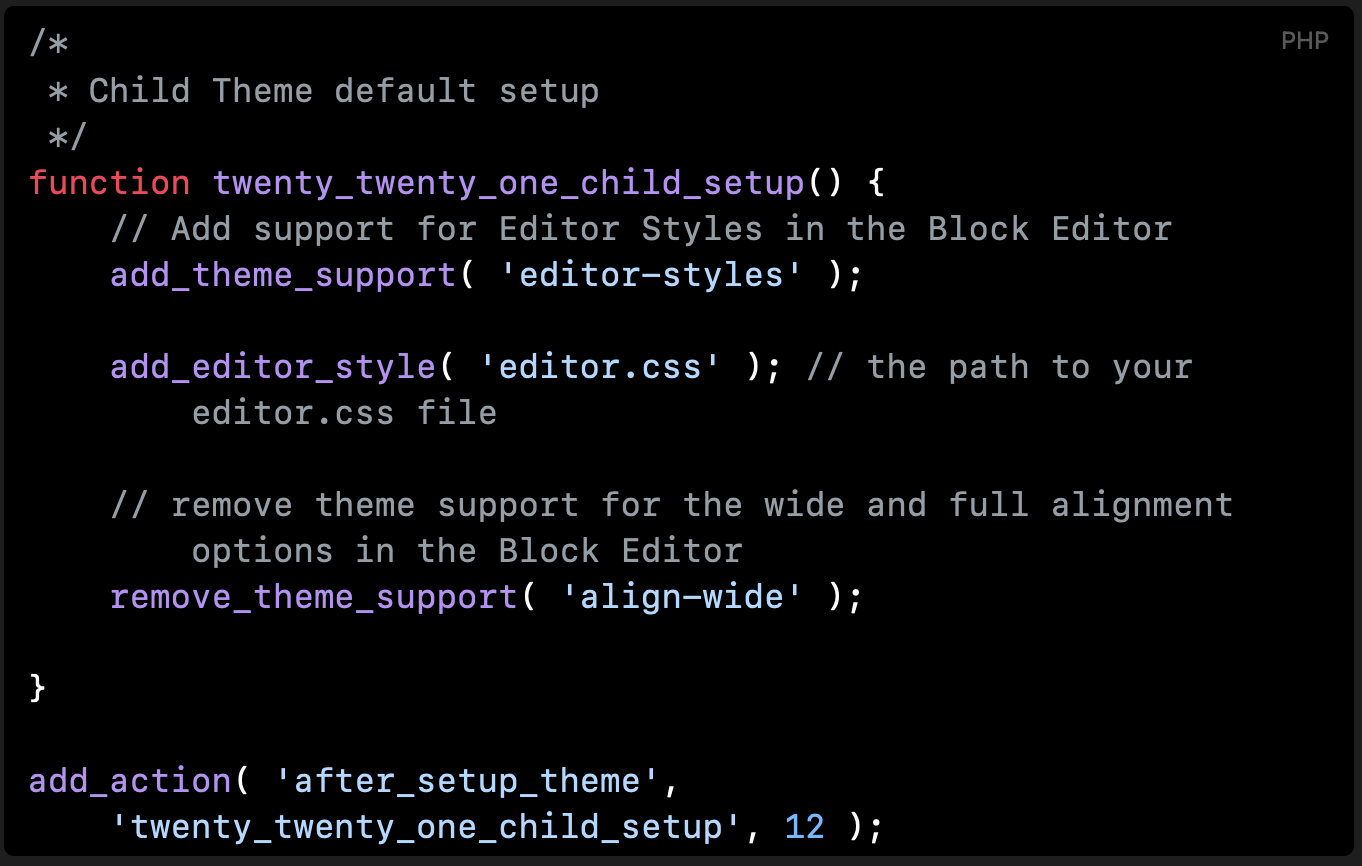 PHP
/*
 * Child Theme default setup
 */
function twenty_twenty_one_child_setup() {
    // Add support for Editor Styles in the Block Editor
    add_theme_support( 'editor-styles' );

    add_editor_style( 'editor.css' ); // the path to your
        editor.css file

    // remove theme support for the wide and full alignment
        options in the Block Editor
    remove_theme_support( 'align-wide' );

}

add_action( 'after_setup_theme',
    'twenty_twenty_one_child_setup', 12 );